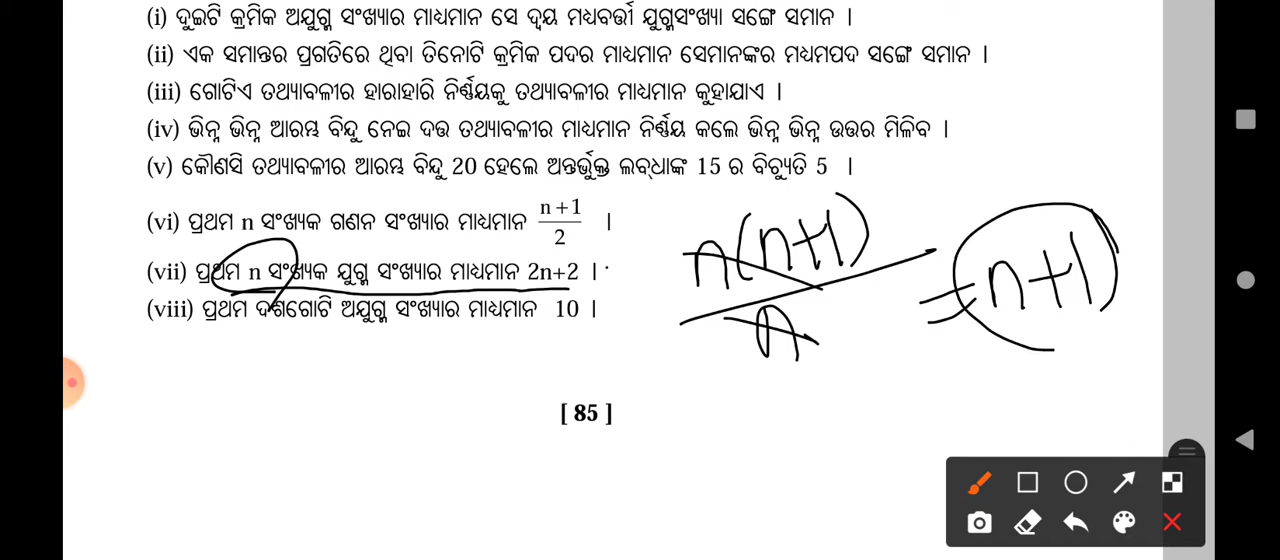 (i) ଦୁଇଟି କ୍ରମିକ ଅଯୁଗ୍ମ ସଂଖ୍ୟାର ମାଧ୍ୟମାନ ସେ ଦ୍ୱୟ ମଧ୍ୟବର୍ତ୍ତୀ ଯୁଗ୍ମସଂଖ୍ୟା ସଙ୍ଗେ ସମାନ ।
(ii) ଏକ ସମାନ୍ତର ପ୍ରଗତିରେ ଥିବା ତିନୋଟି କ୍ରମିକ ପଦର ମାଧ୍ୟମାନ ସେମାନଙ୍କର ମଧ୍ୟମପଦ ସଙ୍ଗେ ସମାନ ।
(iii) ଗୋଟିଏ ତଥ୍ୟାବଳୀର ହାରାହାରି ନିର୍ଣ୍ଣୟକୁ ତଥ୍ୟାବଳୀର ମାଧ୍ୟମାନ କୁହାଯାଏ ।
(iv) ଭିନ୍ନ ଭିନ୍ନ ଆରମ୍ଭ ବିନ୍ଦୁ ନେଇ ଦତ୍ତ ତଥ୍ୟାବଳୀର ମାଧ୍ୟମାନ ନିର୍ଣ୍ଣୟ କଲେ ଭିନ୍ନ ଭିନ୍ନ ଉତ୍ତର ମିଳିବ ।
(v) କୌଣସି ତଥ୍ୟାବଳୀର ଆରମ୍ଭ ବିନ୍ଦୁ 20 ହେଲେ ଅନ୍ତର୍ଭୁକ୍ତ ଲବ୍‌ଧାଙ୍କ 15 ର ବିଚ୍ୟୁତି 5 ।
(vi) ପ୍ରଥମ n ସଂଖ୍ୟକ ଗଣନ ସଂଖ୍ୟାର ମାଧ୍ୟମାନ n+1/2 ।
(vii) ପ୍ରଥମ n ସଂଖ୍ୟକ ଯୁଗ୍ମ ସଂଖ୍ୟାର ମାଧ୍ୟମାନ 2n+2 ।
(viii) ପ୍ରଥମ ଦଶଗୋଟି ଅଯୁଗ୍ମ ସଂଖ୍ୟାର ମାଧ୍ୟମାନ 10 ।
n(n+1)/n = n+1
[ 85 ]